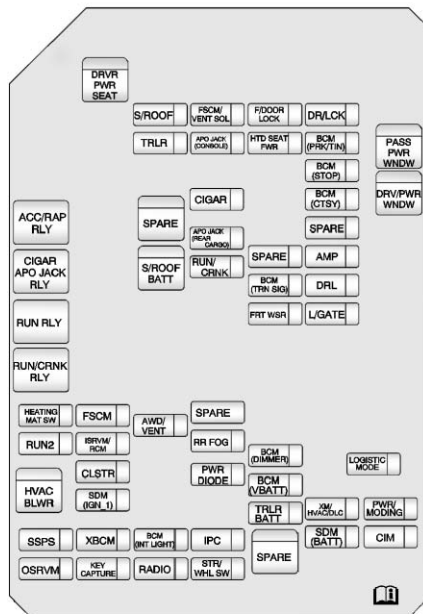 DRVR
PWR
SEAT
S/ROOF
FSCM/
VENT SOL
F/DOOR
LOCK
DR/LCK
TRLR
APO JACK
(CONSOLE)
HTD SEAT
PWR
BCM
(PRK/TIN)
PASS
PWR
WNDW
BCM
(STOP)
DRV/PWR
WNDW
CIGAR
BCM
(CTSY)
ACC/RAP
RLY
SPARE
APO JACK
(REAR
CARGO)
SPARE
CIGAR
APO JACK
RLY
S/ROOF
BATT
RUN/
CRNK
SPARE
AMP
BCM
(TRN SIG)
DRL
RUN RLY
FRT WSR
L/GATE
RUN/CRNK
RLY
HEATING
MAT SW
FSCM
AWD/
VENT
SPARE
RUN2
ISRVM/
RCM
RR FOG
BCM
(DIMMER)
LOGISTIC
MODE
HVAC
BLWR
CLSTR
PWR
DIODE
BCM
(VBATT)
SDM
(IGN_1)
TRLR
BATT
XM/
HVAC/DLC
PWR/
MODING
SSPS
XBCM
BCM
(INT LIGHT)
IPC
SPARE
SDM
(BATT)
CIM
OSRVM
KEY
CAPTURE
RADIO
STR/
WHL SW